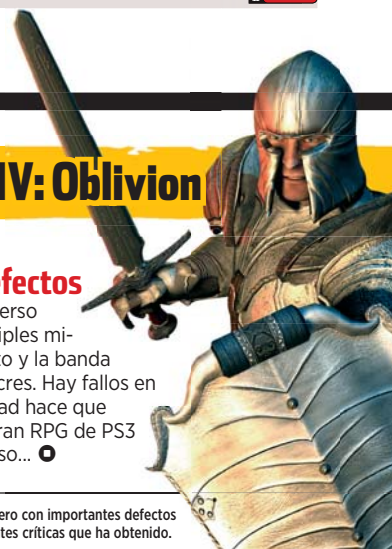 IV: Oblivion
efectos
erso
iples mi-
o y la banda
cres. Hay fallos en
ad hace que
ran RPG de PS3
so...
ero con importantes defectos
tes críticas que ha obtenido.